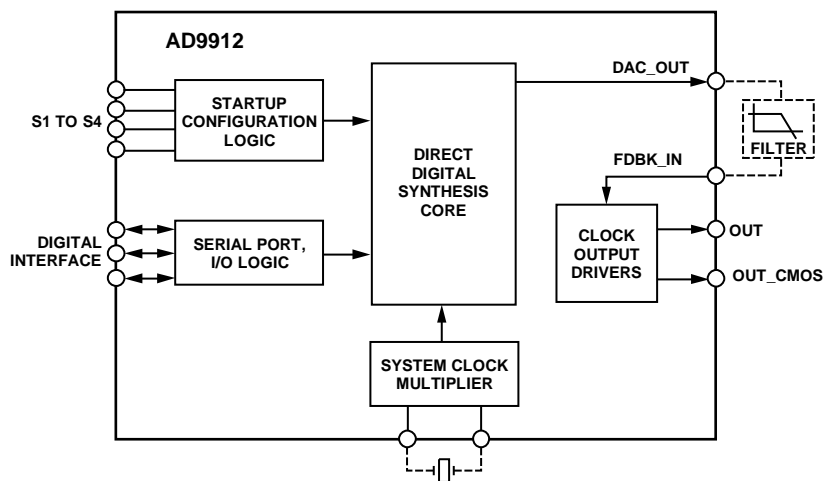 AD9912
S1 TO S4
STARTUP
CONFIGURATION
LOGIC
DIRECT
DIGITAL
SYNTHESIS
CORE
DAC_OUT
FILTER
FDBK_IN
DIGITAL
INTERFACE
SERIAL PORT,
I/O LOGIC
CLOCK
OUTPUT
DRIVERS
OUT
OUT_CMOS
SYSTEM CLOCK
MULTIPLIER